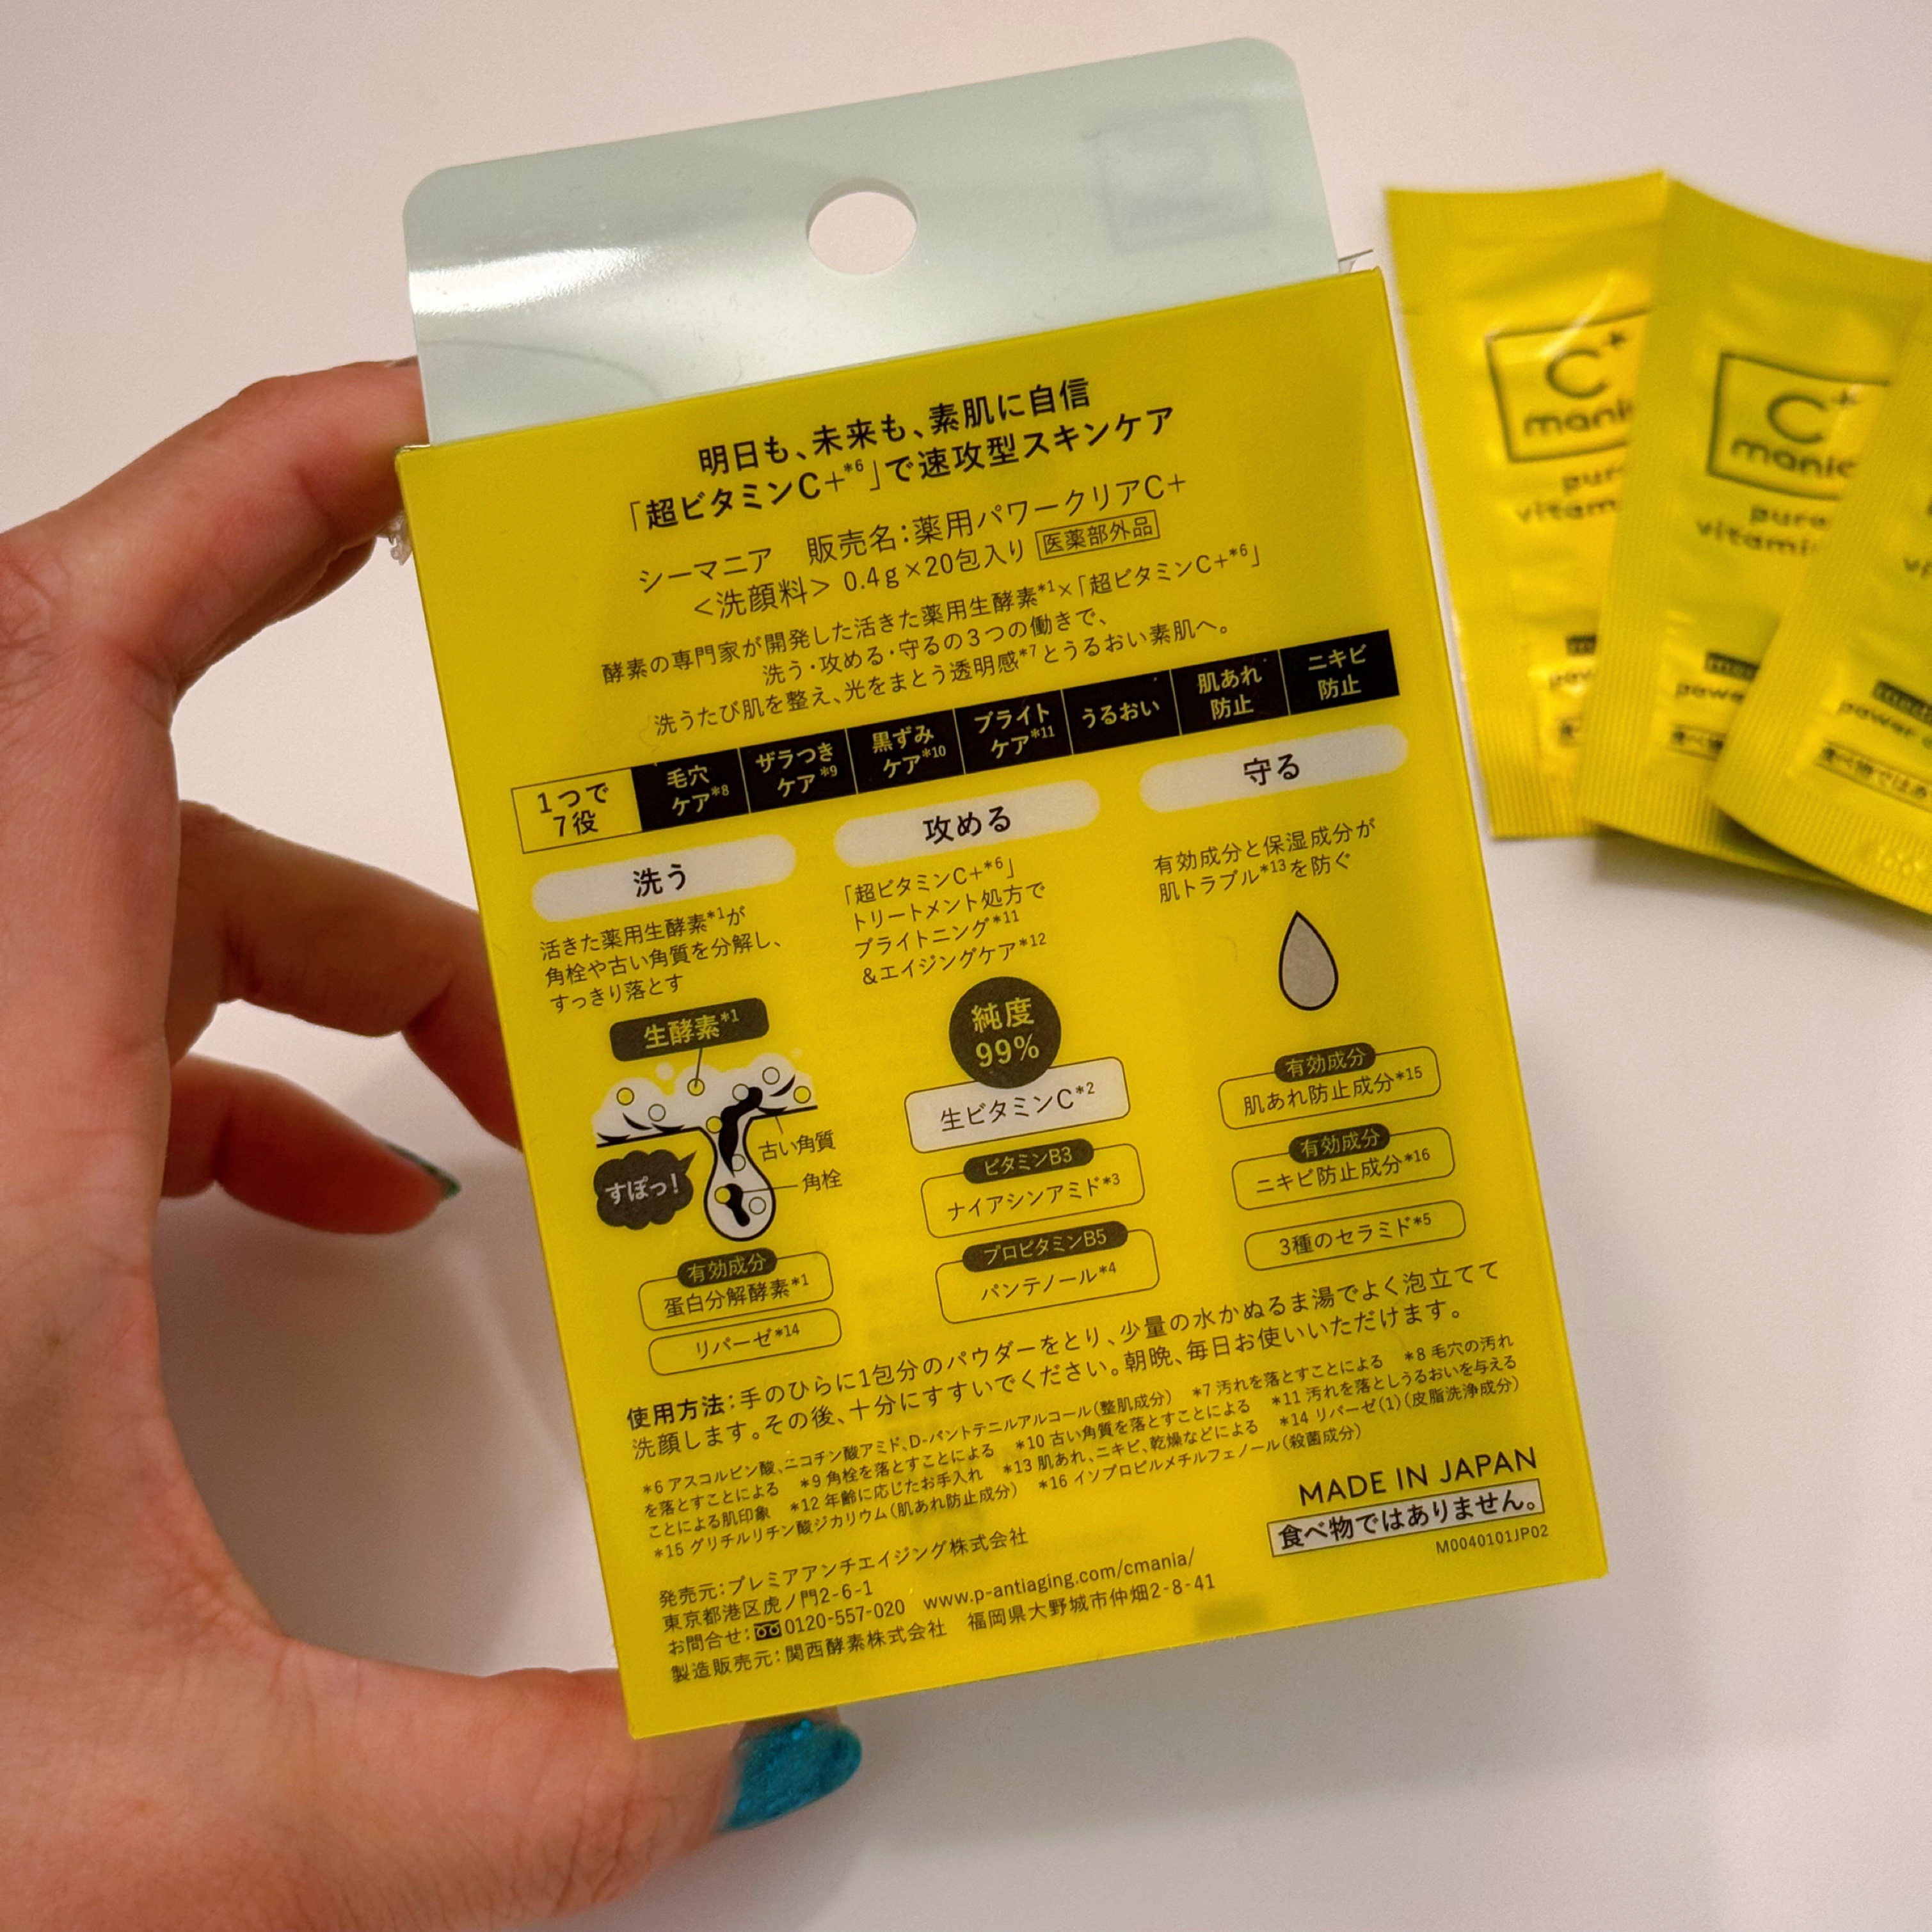 明日も、未来も、素肌に自信
「超ビタミンC+*6」で速攻型スキンケア
シーマニア 販売名:薬用パワークリアC+
<洗顔料> 0.4g×20包入り 医薬部外品
酵素の専門家が開発した活きた薬用生酵素*1×「超ビタミンC+*6」
洗う・攻める・守るの3つの働きで、
洗うたび肌を整え、光をまとう透明感*7とうるおい素肌へ。
1つで
7役
毛穴
ケア*8
ザラつき
ケア*9
黒ずみ
ケア*10
ブライト
ケア*11
うるおい
肌あれ
防止
ニキビ
防止
洗う
活きた薬用生酵素*1が
角栓や古い角質を分解し、
すっきり落とす
生酵素*1
古い角質
角栓
すぽっ!
有効成分
蛋白分解酵素*1
リパーゼ*14
攻める
「超ビタミンC+*6」
トリートメント処方で
ブライトニング*11
&エイジングケア*12
純度
99%
生ビタミンC*2
ビタミンB3
ナイアシンアミド*3
プロビタミンB5
パンテノール*4
守る
有効成分と保湿成分が
肌トラブル*13を防ぐ
有効成分
肌あれ防止成分*15
有効成分
ニキビ防止成分*16
3種のセラミド*5
使用方法:手のひらに1包分のパウダーをとり、少量の水かぬるま湯でよく泡立てて
洗顔します。その後、十分にすすいでください。朝晩、毎日お使いいただけます。
*6 アスコルビン酸、ニコチン酸アミド、D-パントテニルアルコール(整肌成分) *7 汚れを落とすことによる *8 毛穴の汚れ
を落とすことによる *9 角栓を落とすことによる *10 古い角質を落とすことによる *11 汚れを落としうるおいを与える
ことによる肌印象 *12 年齢に応じたお手入れ *13 肌あれ、ニキビ、乾燥などによる *14 リパーゼ(1)(皮脂洗浄成分)
*15 グリチルリチン酸ジカリウム(肌あれ防止成分) *16 イソプロピルメチルフェノール(殺菌成分)
発売元:プレミアアンチエイジング株式会社
東京都港区虎ノ門2-6-1
お問合せ:0120-557-020 www.p-antiaging.com/cmania/
製造販売元:関西酵素株式会社 福岡県大野城市仲畑2-8-41
MADE IN JAPAN
食べ物ではありません。
M0040101JP02
C+
mani
pur
vitam
C+
mania
pure
vitami
power